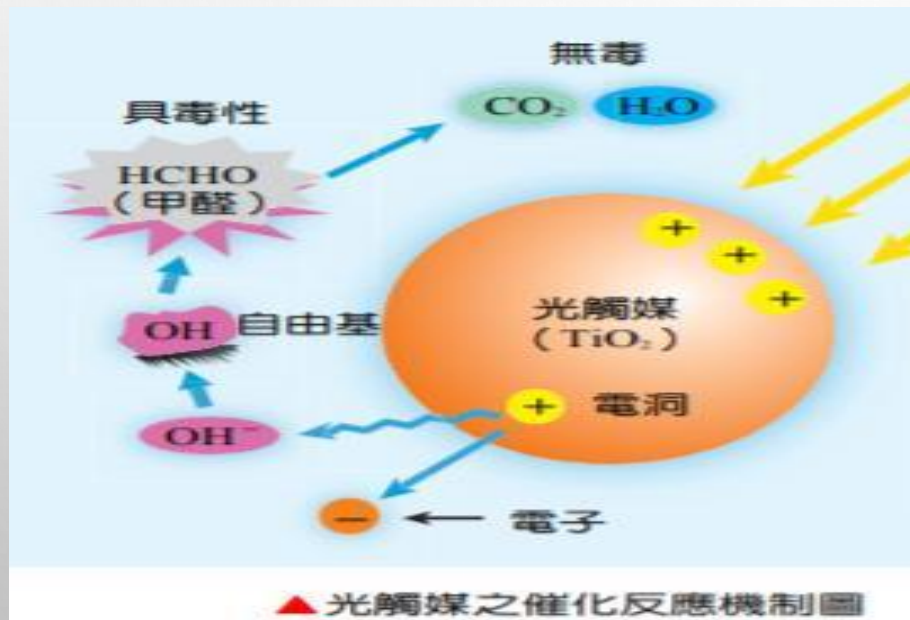 無毒
CO₂ H₂O
具毒性
HCHO
（甲醛）
OH 自由基
OH⁻
光觸媒
（TiO₂）
+
+
+
+ 電洞
− 電子
▲光觸媒之催化反應機制圖